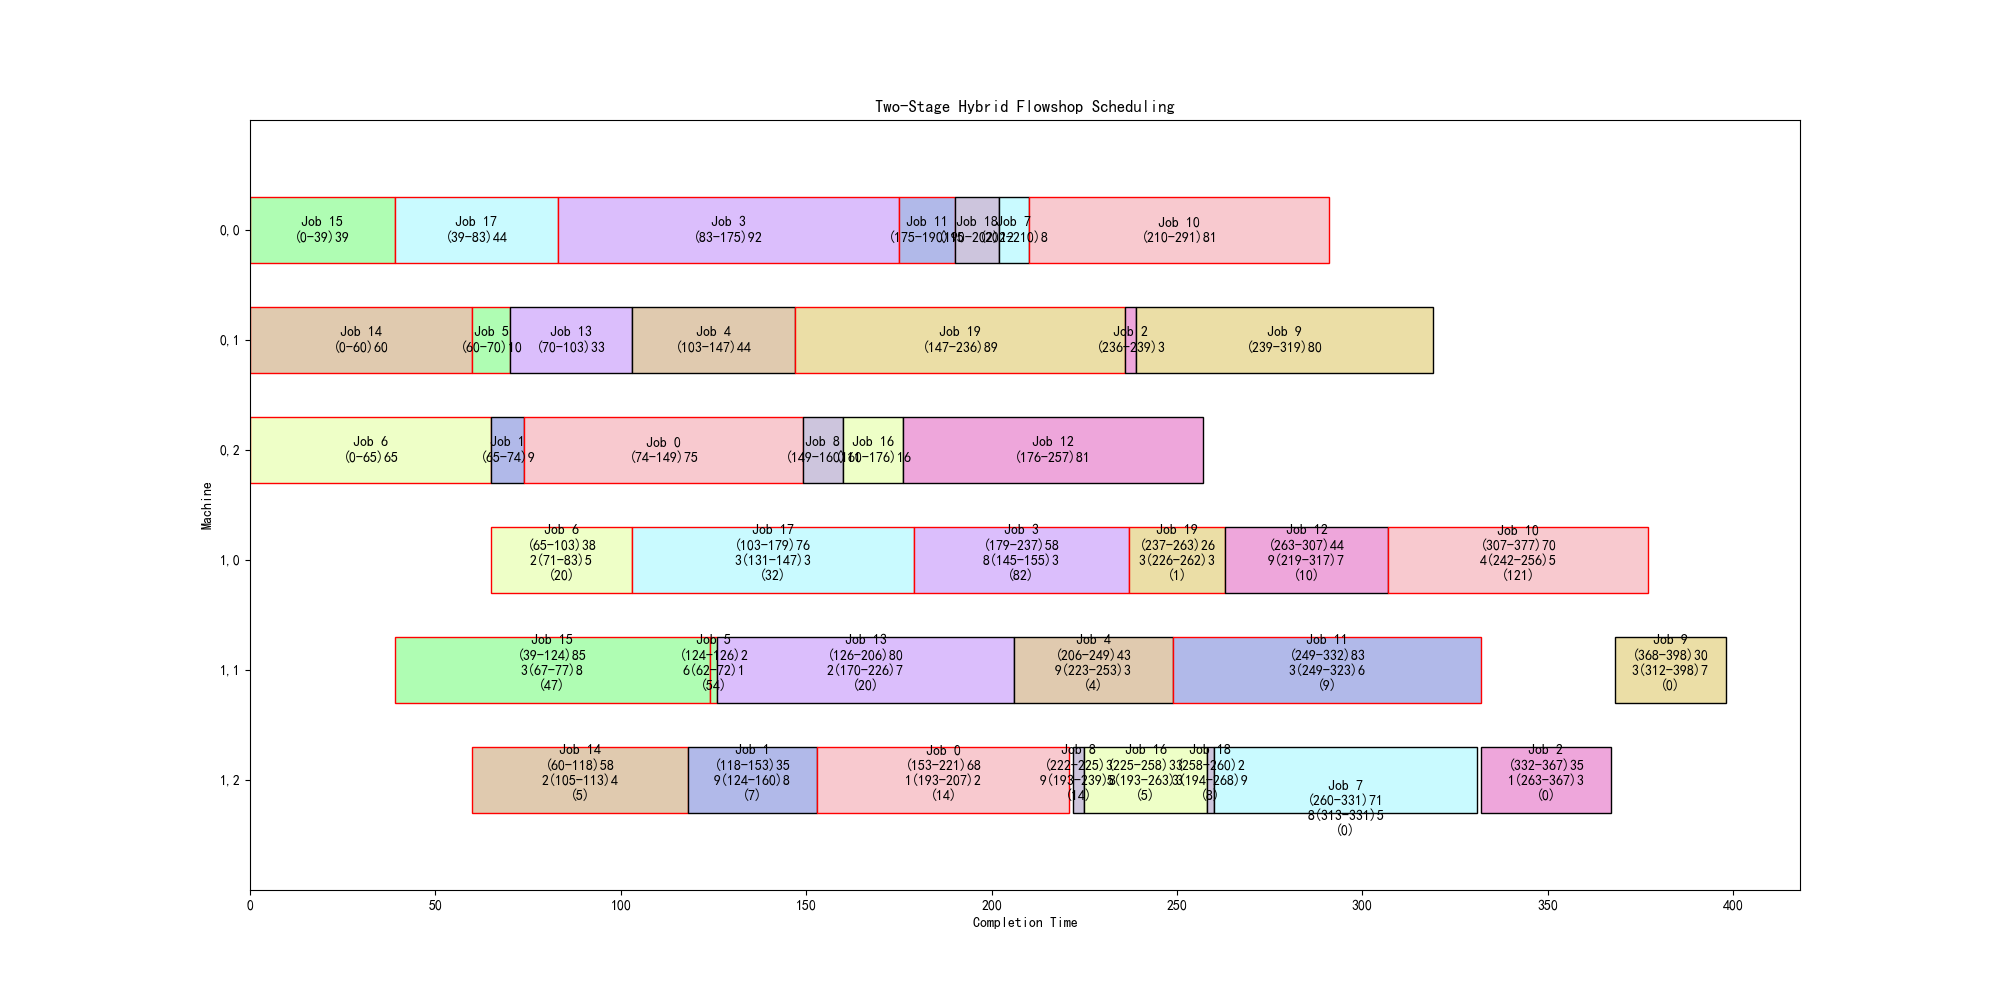 Two-Stage Hybrid Flowshop Scheduling
0,0
Job 15
(0-39)39
Job 17
(39-83)44
Job 3
(83-175)92
Job 11
(175-190)15
Job 18
(190-202)12
Job 7
(202-210)8
Job 10
(210-291)81
0,1
Job 14
(0-60)60
Job 5
(60-70)10
Job 13
(70-103)33
Job 4
(103-147)44
Job 19
(147-236)89
Job 2
(236-239)3
Job 9
(239-319)80
0,2
Job 6
(0-65)65
Job 1
(65-74)9
Job 0
(74-149)75
Job 8
(149-160)11
Job 16
(160-176)16
Job 12
(176-257)81
Machine
1,0
Job 6
(65-103)38
2(71-83)5
(20)
Job 17
(103-179)76
3(131-147)3
(32)
Job 3
(179-237)58
8(145-155)3
(82)
Job 19
(237-263)26
3(226-262)3
(1)
Job 12
(263-307)44
9(219-317)7
(10)
Job 10
(307-377)70
4(242-256)5
(121)
1,1
Job 15
(39-124)85
3(67-77)8
(47)
Job 5
(124-126)2
6(62-72)1
(54)
Job 13
(126-206)80
2(170-226)7
(20)
Job 4
(206-249)43
9(223-253)3
(4)
Job 11
(249-332)83
3(249-323)6
(9)
Job 9
(368-398)30
3(312-398)7
(0)
1,2
Job 14
(60-118)58
2(105-113)4
(5)
Job 1
(118-153)35
9(124-160)8
(7)
Job 0
(153-221)68
1(193-207)2
(14)
Job 8
(222-225)3
(14)
Job 16
(225-258)33
(5)
Job 18
(258-260)2
(8)
Job 7
(260-331)71
8(313-331)5
(0)
Job 2
(332-367)35
1(263-367)3
(0)
0
50
100
150
200
250
300
350
400
Completion Time